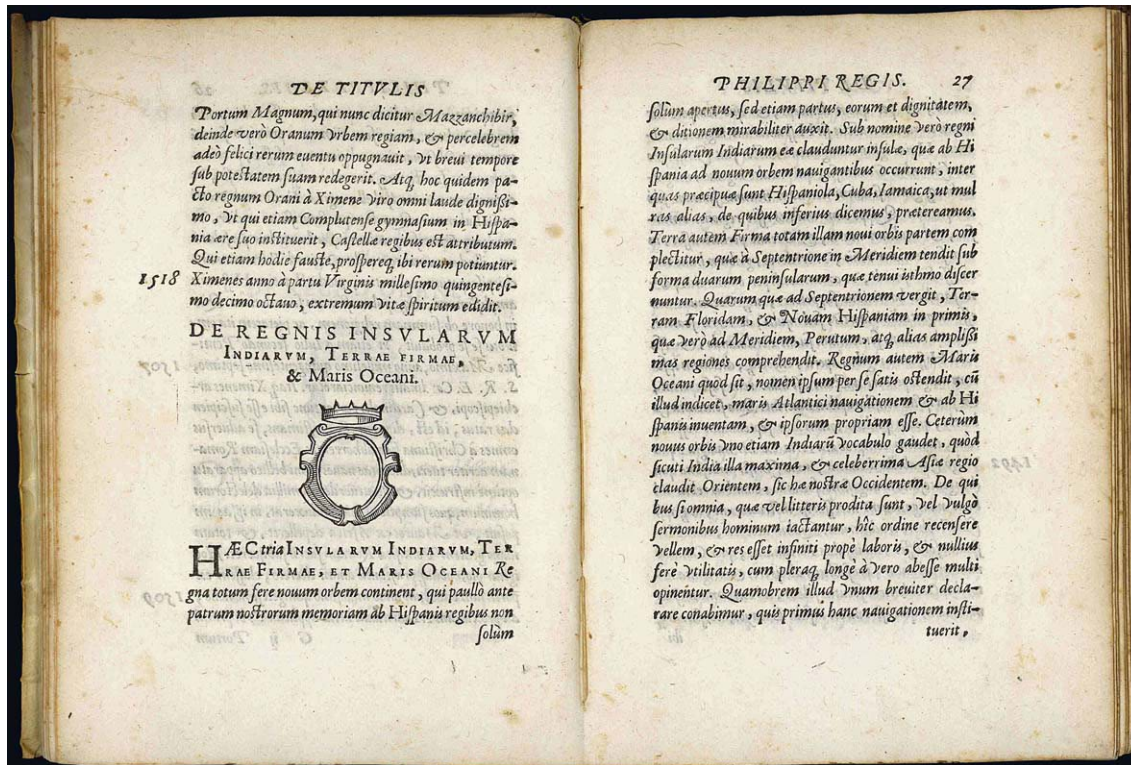 DE TITVLIS
Portum Magnum, qui nunc dicitur Mazzanchibir,
deinde verò Oranum vrbem regiam, & percelebrem
adeò felici rerum euentu oppugnauit, vt breui tempore
sub potestatem suam redegerit. Atq, hoc quidem pa-
cto regnum Orani à Ximene viro omni laude dignißi-
mo, vt qui etiam Complutense gymnasium in Hispa-
nia ære suo instituerit, Castellæ regibus est attributum.
Qui etiam hodie fauste, prospereq, ibi rerum potiuntur.
1518 Ximenes anno à partu Virginis millesimo quingentesi-
mo decimo octauo, extremum vitæ spiritum edidit.
DE REGNIS INSVLARVM
INDIARVM, TERRAE FIRMAE,
& Maris Oceani.
HÆC tria INSVLARVM INDIARVM, TER
RAE FIRMAE, ET MARIS OCEANI Re
gna totum fere nouum orbem continent, qui paullò ante
patrum nostrorum memoriam ab Hispanis regibus non
solùm
PHILIPPI REGIS. 27
solùm apertus, sed etiam partus, eorum et dignitatem,
& ditionem mirabiliter auxit. Sub nomine verò regni
Insularum Indiarum eæ clauduntur insulæ, quæ ab Hi
spania ad nouum orbem nauigantibus occurrunt, inter
quas præcipuæ sunt Hispaniola, Cuba, Iamaica, ut mul
ras alias, de quibus inferius dicemus, prætereamus.
Terra autem Firma totam illam noui orbis partem com
plectitur, quæ à Septentrione in Meridiem tendit sub
forma duarum peninsularum, quæ tenui isthmo discer
nuntur. Quarum quæ ad Septentrionem vergit, Ter-
ram Floridam, & Nouam Hispaniam in primis,
quæ verò ad Meridiem, Perutum, atq, alias amplißi
mas regiones comprehendit. Regnum autem Maris
Oceani quòd sit, nomen ipsum per se satis ostendit, cũ
illud indicet, maris Atlantici nauigationem & ab Hi
spanis inuentam, & ipsorum propriam esse. Ceterùm
nouus orbis vno etiam Indiarũ vocabulo gaudet, quòd
sicuti India illa maxima, & celeberrima Asiæ regio
claudit Orientem, sic hæ nostræ Occidentem. De qui
bus si omnia, quæ vel litteris prodita sunt, vel vulgò
sermonibus hominum iactantur, hîc ordine recensere
vellem, & res esset infiniti propè laboris, & nullius
ferè vtilitatis, cum pleraq, longè à vero abesse multi
opinentur. Quamobrem illud vnum breuiter decla-
rare conabimur, quis primus hanc nauigationem insti-
tuerit,